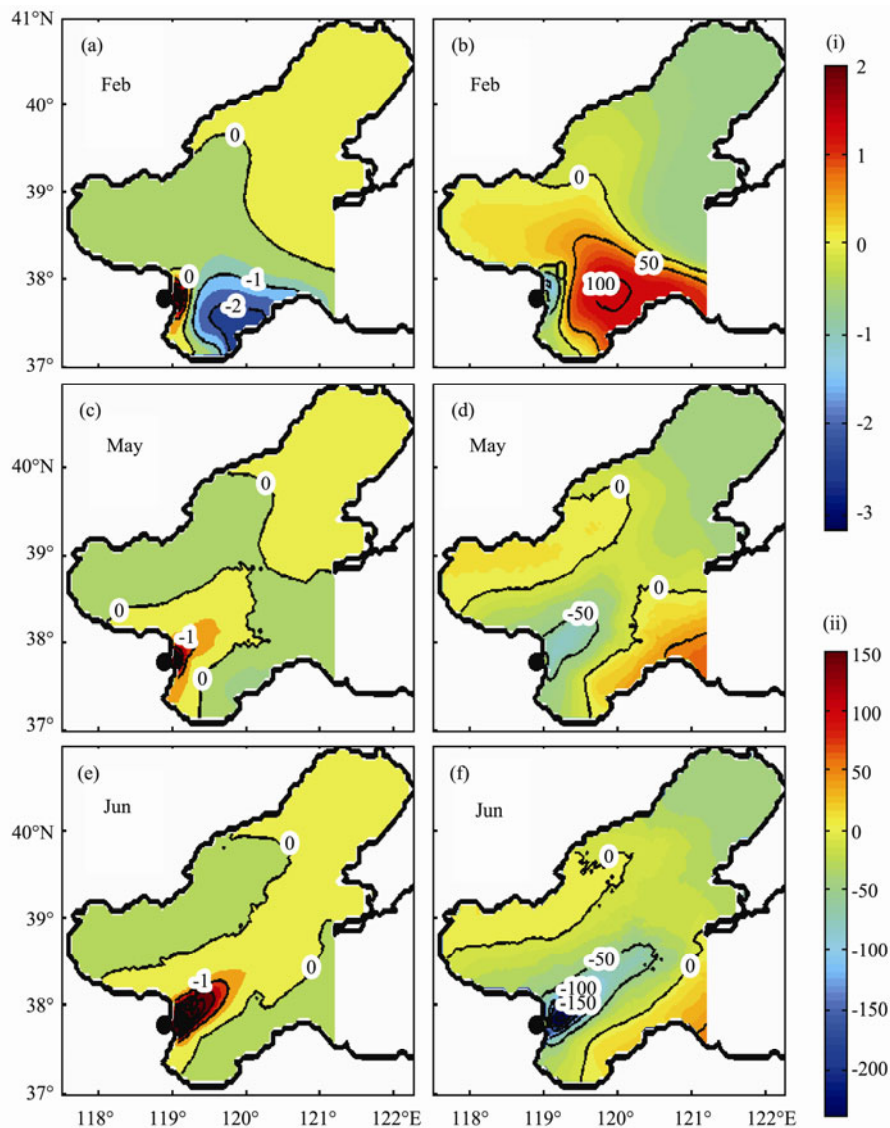 41°N
(a)
(b)
(i)
Feb
Feb
2
40°
0
1
39°
0
0
0
-1
50
38°
100
-1
-2
37°
-2
(c)
(d)
May
May
-3
40°N
0
0
39°
0
0
(ii)
-1
-50
38°
150
0
37°
100
(e)
(f)
Jun
Jun
50
40°N
0
0
0
39°
-50
0
-50
0
-1
-100
-100
-150
38°
-150
-200
37°
118°
119°
120°
121°
122°E
118°
119°
120°
121°
122°E